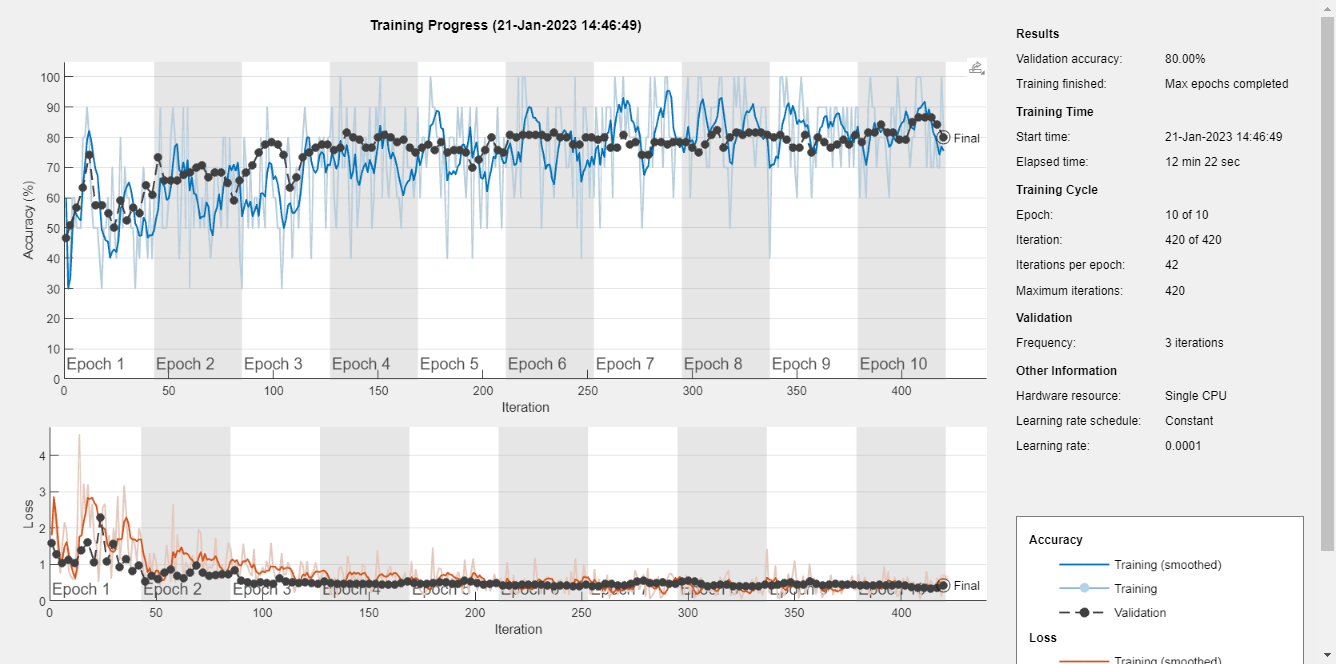 Training Progress (21-Jan-2023 14:46:49)
100
90
80
70
60
50
40
30
20
10
0
Accuracy (%)
Final
Epoch 1 Epoch 2 Epoch 3 Epoch 4 Epoch 5 Epoch 6 Epoch 7 Epoch 8 Epoch 9 Epoch 10
0 50 100 150 200 250 300 350 400
Iteration
4
3
2
1
0
Loss
Final
Epoch 1 Epoch 2 Epoch 3 Epoch 4 Epoch 5 Epoch 6
0 50 100 150 200 250 300 350 400
Iteration
Results
Validation accuracy: 80.00%
Training finished: Max epochs completed
Training Time
Start time: 21-Jan-2023 14:46:49
Elapsed time: 12 min 22 sec
Training Cycle
Epoch: 10 of 10
Iteration: 420 of 420
Iterations per epoch: 42
Maximum iterations: 420
Validation
Frequency: 3 iterations
Other Information
Hardware resource: Single CPU
Learning rate schedule: Constant
Learning rate: 0.0001
Accuracy
Training (smoothed)
Training
Validation
Loss
Training (smoothed)